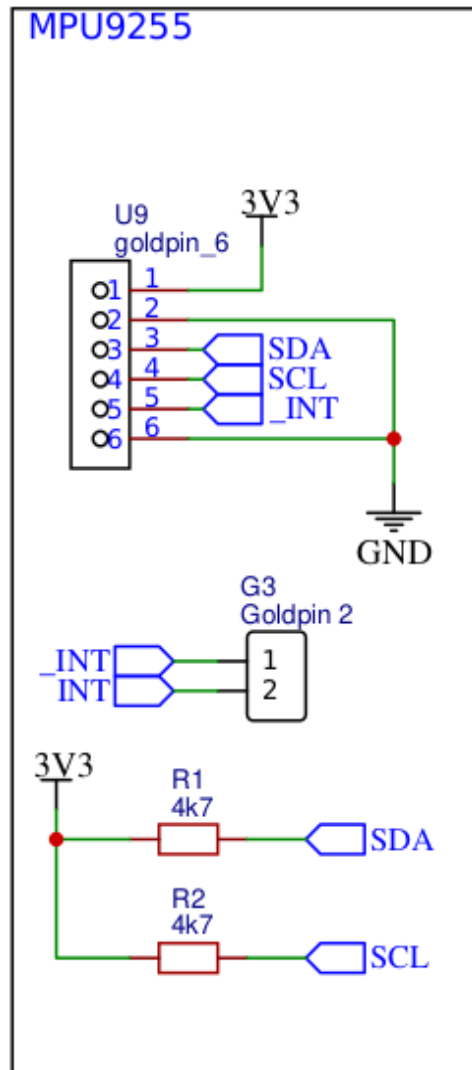 MPU9255
U9
goldpin_6
3V3
1 1
2 2
3 3 SDA
4 4 SCL
5 5 _INT
6 6
GND
G3
Goldpin 2
_INT 1
INT 2
3V3
R1
4k7
SDA
R2
4k7
SCL